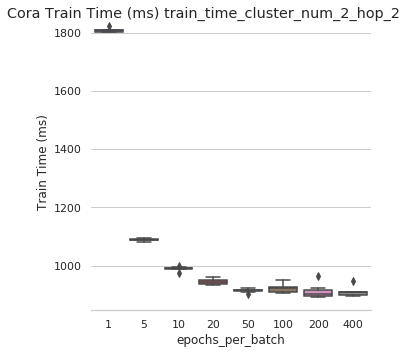 Cora Train Time (ms) train_time_cluster_num_2_hop_2
1800
1600
1400
1200
1000
Train Time (ms)
1 5 10 20 50 100 200 400
epochs_per_batch